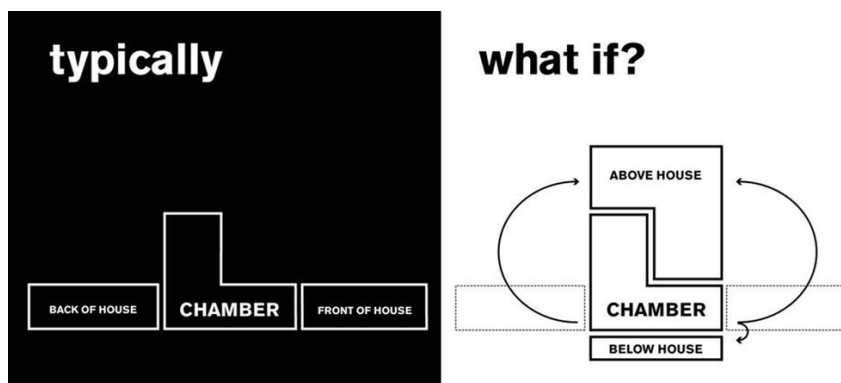 typically
BACK OF HOUSE
CHAMBER
FRONT OF HOUSE
what if?
ABOVE HOUSE
CHAMBER
BELOW HOUSE